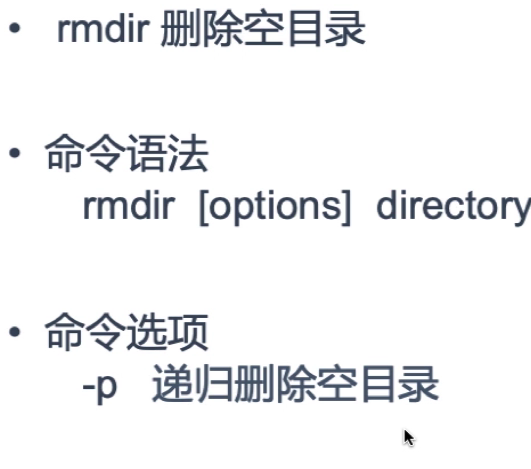 • rmdir 删除空目录
• 命令语法
rmdir [options] directory
• 命令选项
-p 递归删除空目录